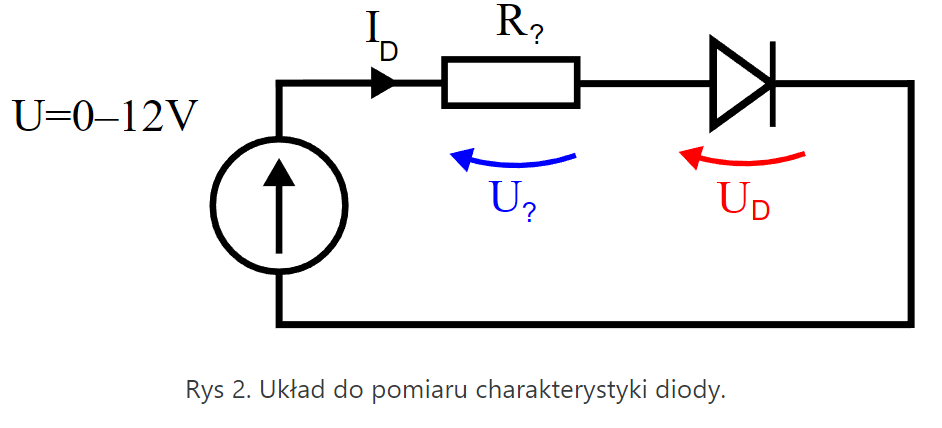 I_D
R_?
U=0–12V
U_?
U_D
Rys 2. Układ do pomiaru charakterystyki diody.